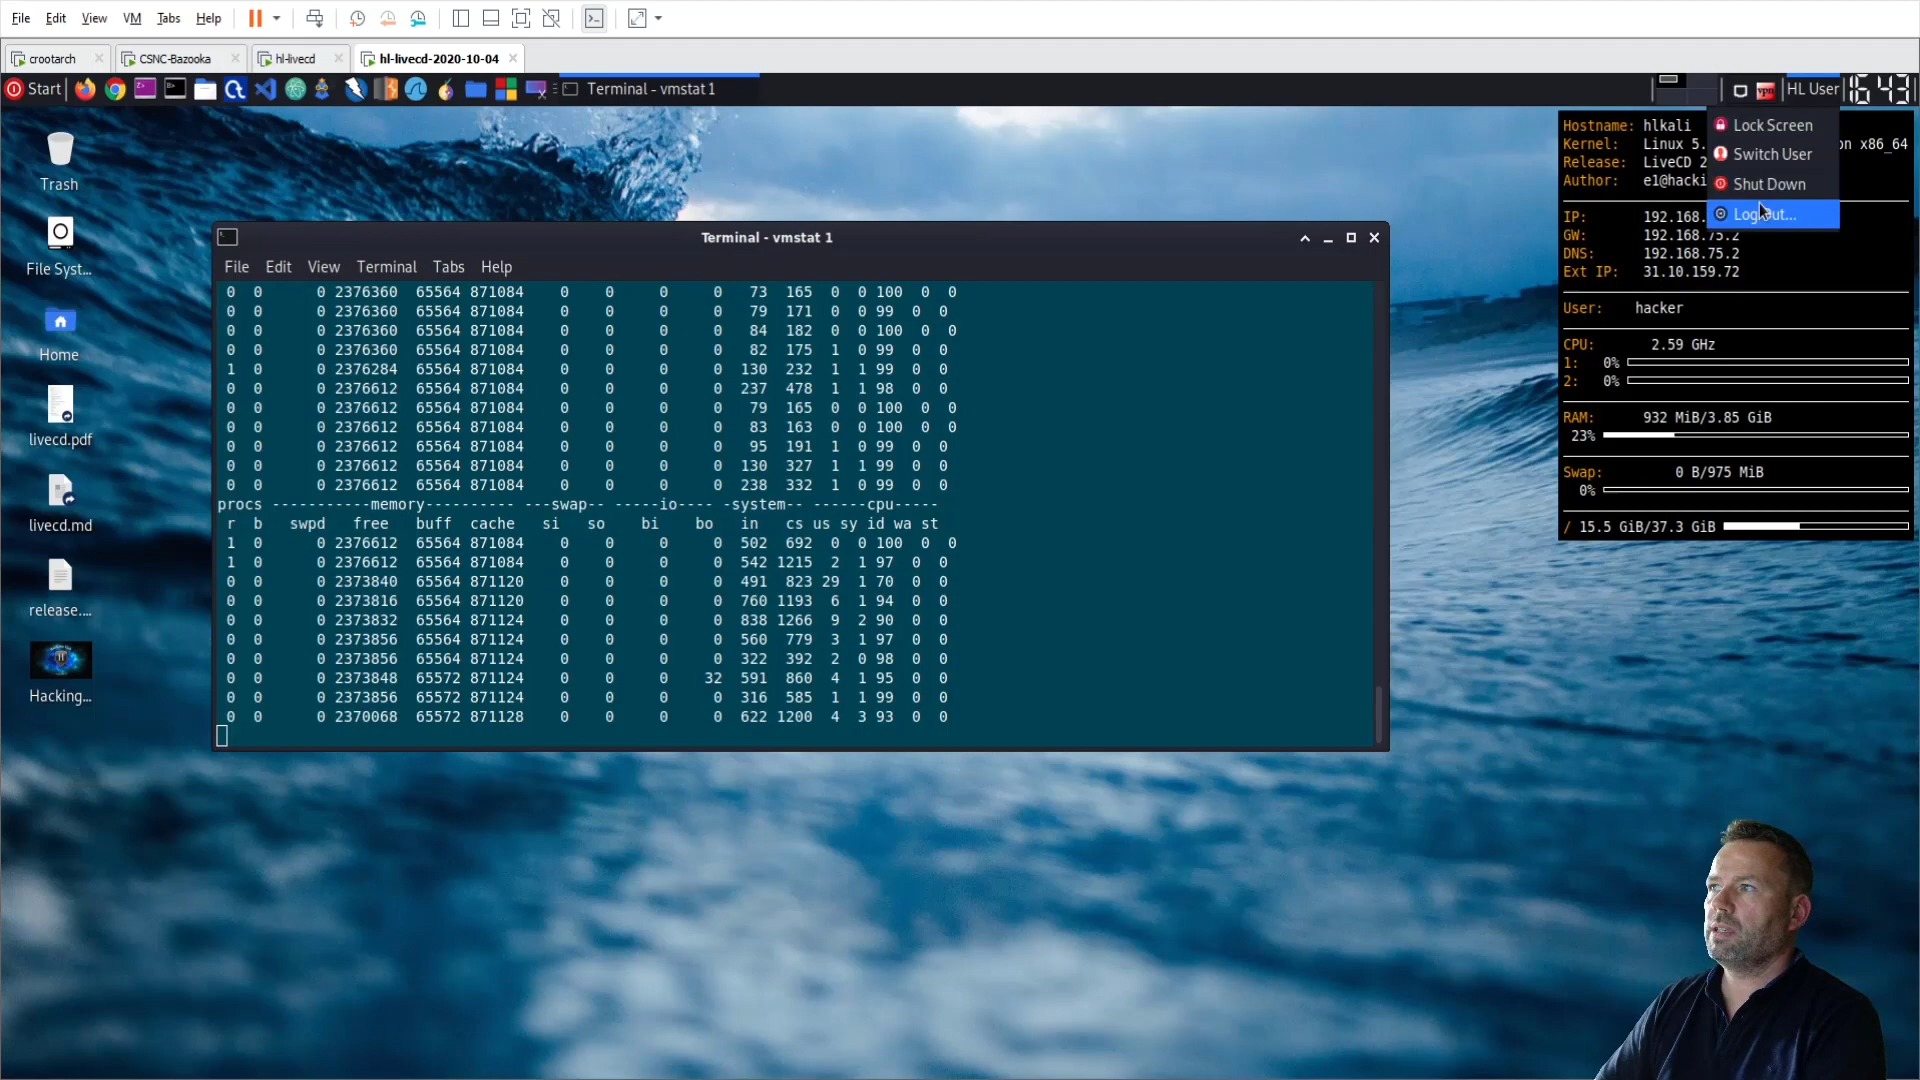 File Edit View VM Tabs Help
crootarch CSNC-Bazooka hl-livecd hl-livecd-2020-10-04
Start Terminal - vmstat 1 vpn HL User 16 43
Trash
File Syst...
Home
livecd.pdf
livecd.md
release....
Hacking...
Terminal - vmstat 1
File Edit View Terminal Tabs Help
0 0 0 2376360 65564 871084 0 0 0 0 73 165 0 0 100 0 0
0 0 0 2376360 65564 871084 0 0 0 0 79 171 0 0 99 0 0
0 0 0 2376360 65564 871084 0 0 0 0 84 182 0 0 100 0 0
0 0 0 2376360 65564 871084 0 0 0 0 82 175 1 0 99 0 0
1 0 0 2376284 65564 871084 0 0 0 0 130 232 1 1 99 0 0
0 0 0 2376612 65564 871084 0 0 0 0 237 478 1 1 98 0 0
0 0 0 2376612 65564 871084 0 0 0 0 79 165 0 0 100 0 0
0 0 0 2376612 65564 871084 0 0 0 0 83 163 0 0 100 0 0
0 0 0 2376612 65564 871084 0 0 0 0 95 191 1 0 99 0 0
0 0 0 2376612 65564 871084 0 0 0 0 130 327 1 1 99 0 0
0 0 0 2376612 65564 871084 0 0 0 0 238 332 1 0 99 0 0
procs -----------memory---------- ---swap-- -----io---- -system-- ------cpu-----
r b swpd free buff cache si so bi bo in cs us sy id wa st
1 0 0 2376612 65564 871084 0 0 0 0 502 692 0 0 100 0 0
1 0 0 2376612 65564 871084 0 0 0 0 542 1215 2 1 97 0 0
0 0 0 2373840 65564 871120 0 0 0 0 491 823 29 1 70 0 0
0 0 0 2373816 65564 871120 0 0 0 0 760 1193 6 1 94 0 0
0 0 0 2373832 65564 871124 0 0 0 0 838 1266 9 2 90 0 0
0 0 0 2373856 65564 871124 0 0 0 0 560 779 3 1 97 0 0
0 0 0 2373856 65564 871124 0 0 0 0 322 392 2 0 98 0 0
0 0 0 2373848 65572 871124 0 0 0 32 591 860 4 1 95 0 0
0 0 0 2373856 65572 871124 0 0 0 0 316 585 1 1 99 0 0
0 0 0 2370068 65572 871128 0 0 0 0 622 1200 4 3 93 0 0
Lock Screen
Switch User
Shut Down
Log Out...
Hostname: hlkali
Kernel: Linux 5. on x86_64
Release: LiveCD 2
Author: e1@hacki
IP: 192.168.
GW: 192.168.75.2
DNS: 192.168.75.2
Ext IP: 31.10.159.72
User: hacker
CPU: 2.59 GHz
1: 0%
2: 0%
RAM: 932 MiB/3.85 GiB
23%
Swap: 0 B/975 MiB
0%
/ 15.5 GiB/37.3 GiB